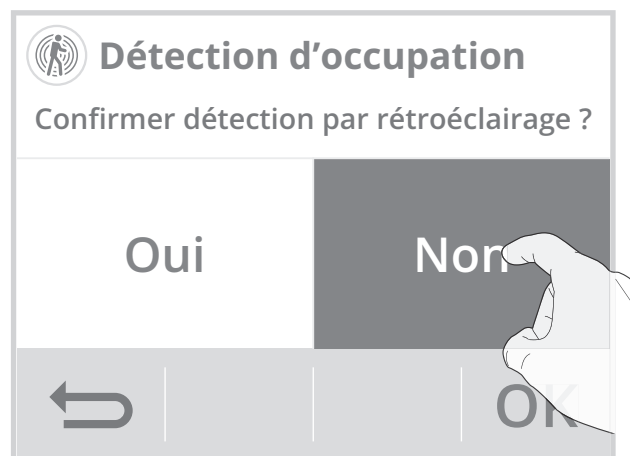 Détection d’occupation
Confirmer détection par rétroéclairage ?
Oui
Non
OK